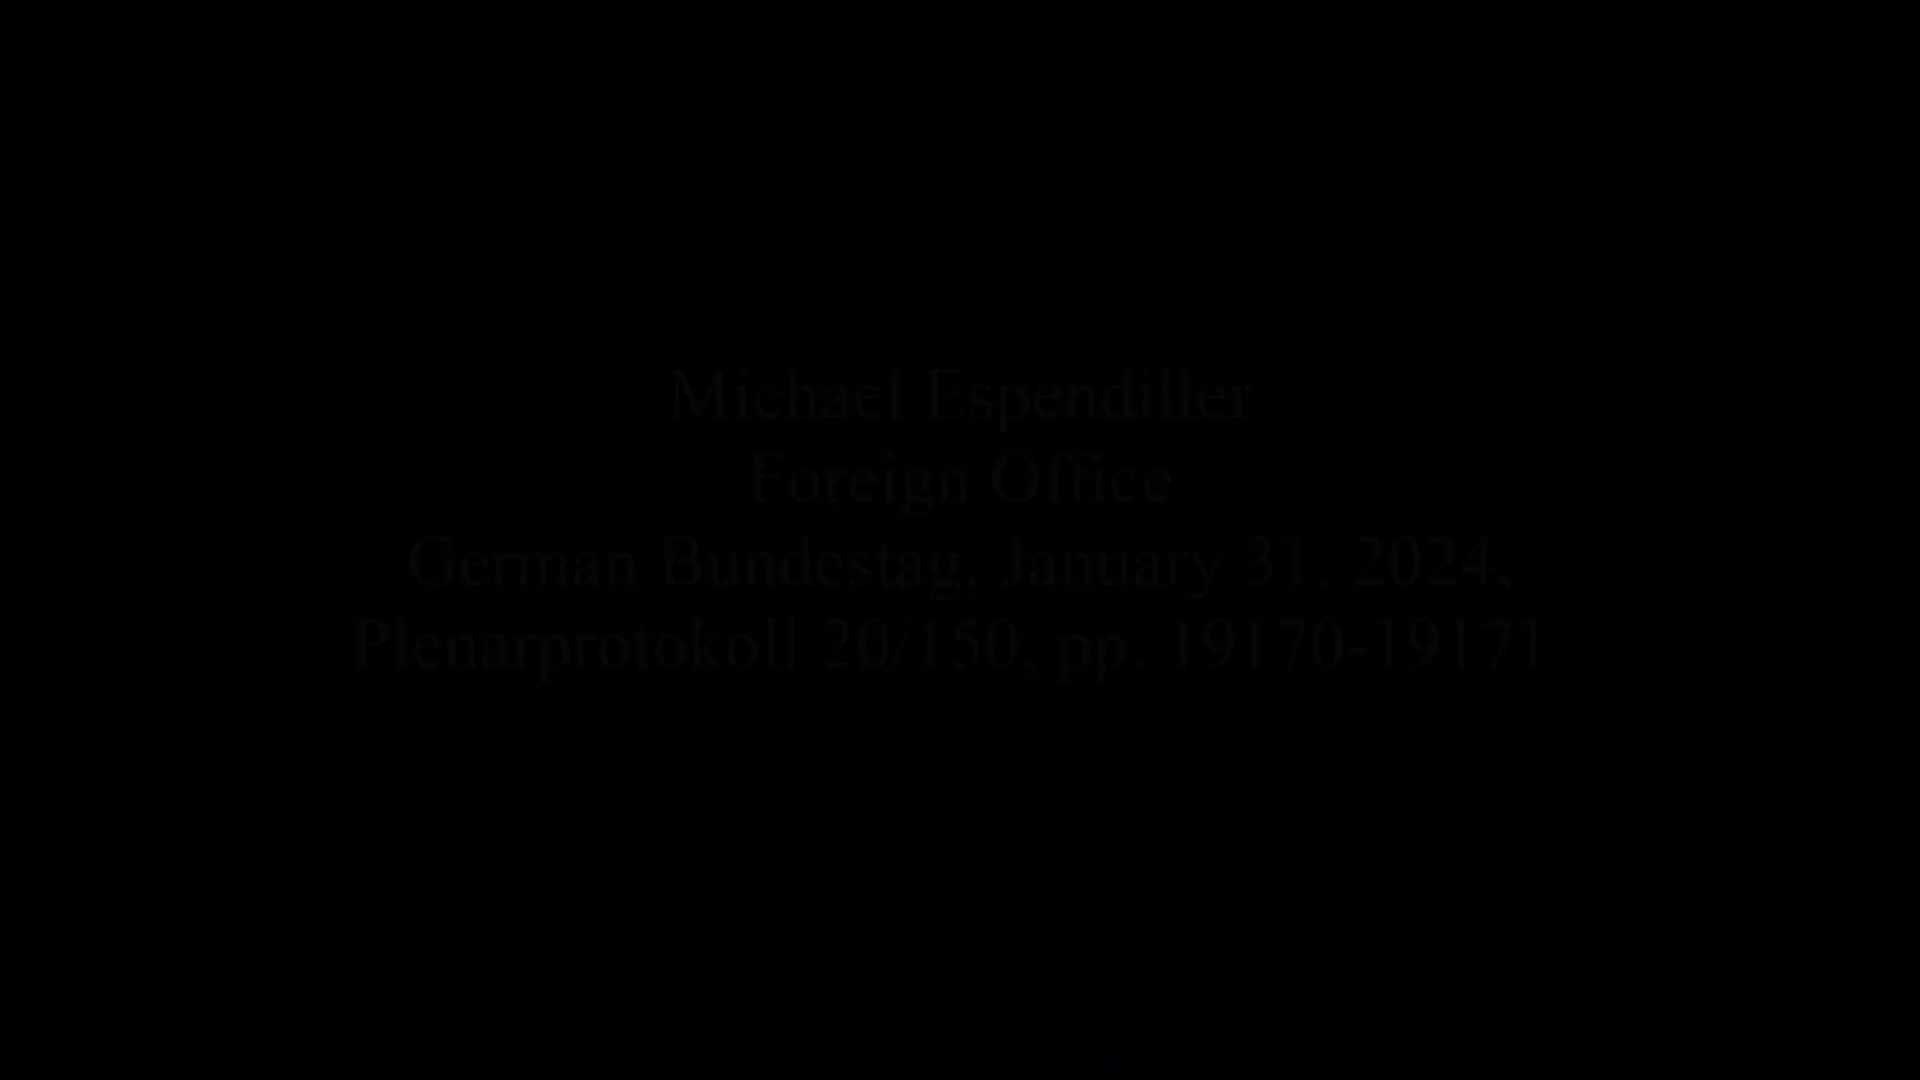 Michael Espendiller
Foreign Office
German Bundestag, January 31, 2024,
Plenarprotokoll 20/150, pp. 19170-19171.